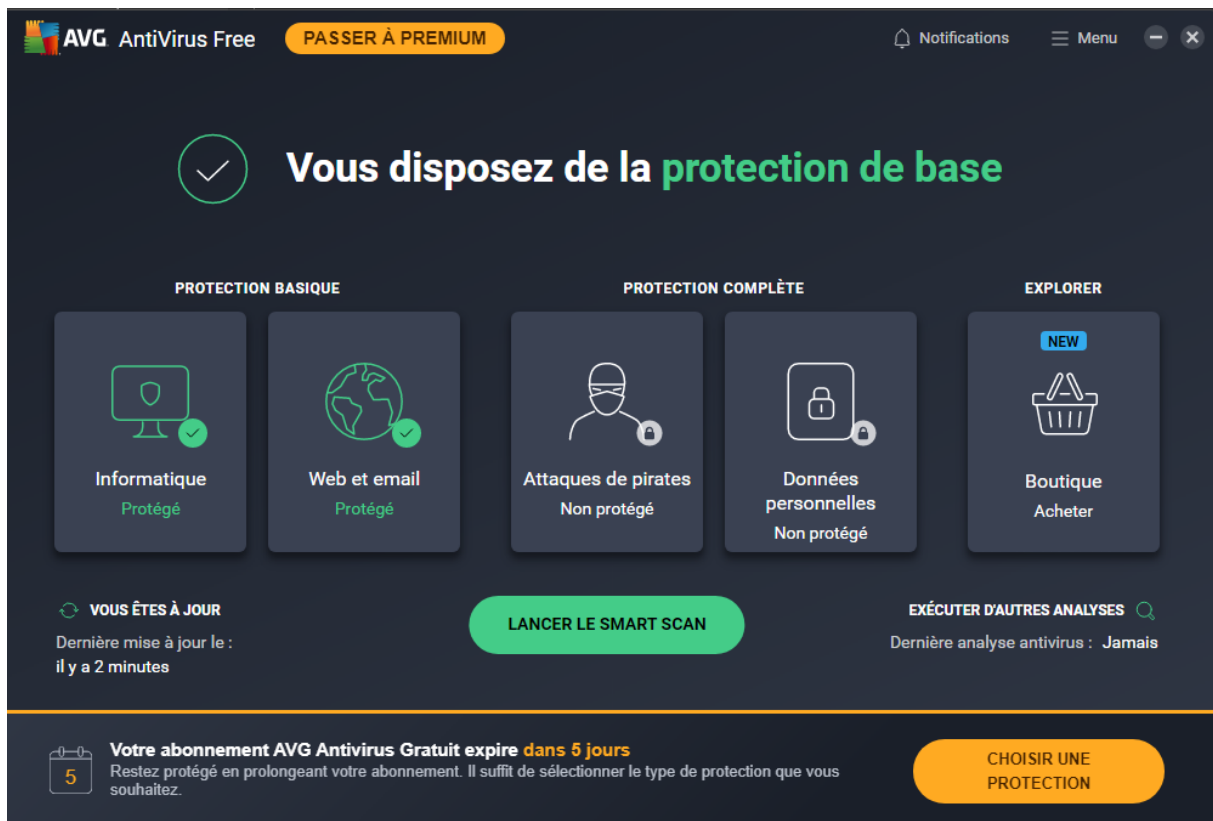 AVG AntiVirus Free
PASSER À PREMIUM
Notifications
Menu
Vous disposez de la protection de base
PROTECTION BASIQUE
PROTECTION COMPLÈTE
EXPLORER
Informatique
Protégé
Web et email
Protégé
Attaques de pirates
Non protégé
Données
personnelles
Non protégé
NEW
Boutique
Acheter
VOUS ÊTES À JOUR
Dernière mise à jour le :
il y a 2 minutes
LANCER LE SMART SCAN
EXÉCUTER D'AUTRES ANALYSES
Dernière analyse antivirus : Jamais
5
Votre abonnement AVG Antivirus Gratuit expire dans 5 jours
Restez protégé en prolongeant votre abonnement. Il suffit de sélectionner le type de protection que vous
souhaitez.
CHOISIR UNE
PROTECTION